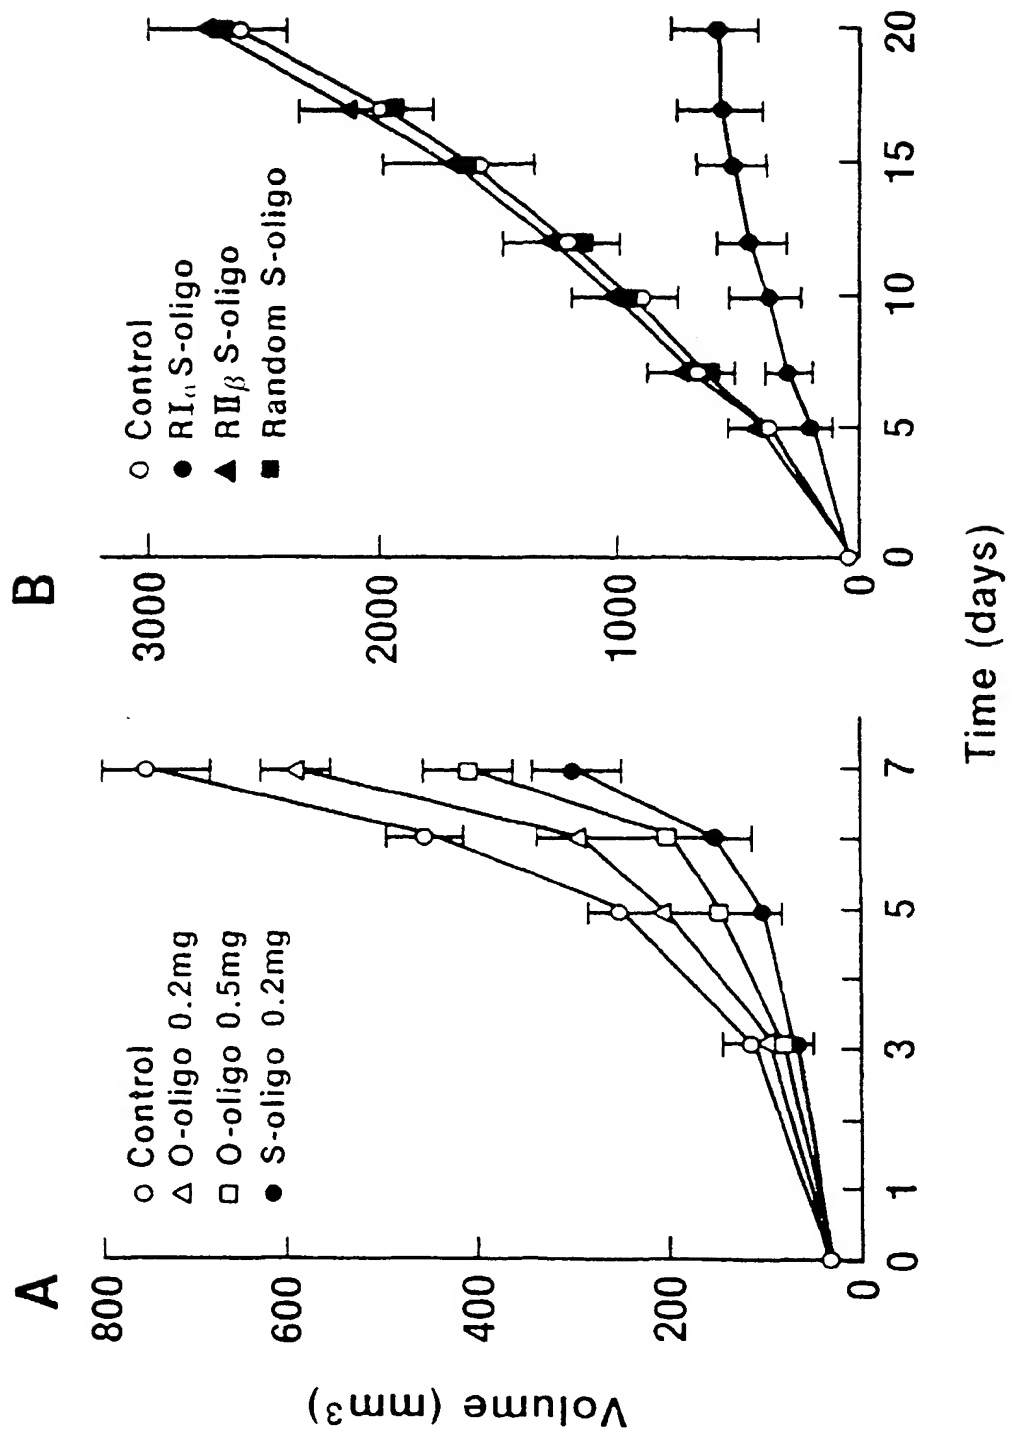 A
Volume (mm³)
800
600
400
200
0
○ Control
△ O-oligo 0.2mg
□ O-oligo 0.5mg
● S-oligo 0.2mg
0
1
3
5
7
B
3000
2000
1000
0
○ Control
● RIα S-oligo
▲ RIIβ S-oligo
■ Random S-oligo
0
5
10
15
20
Time (days)